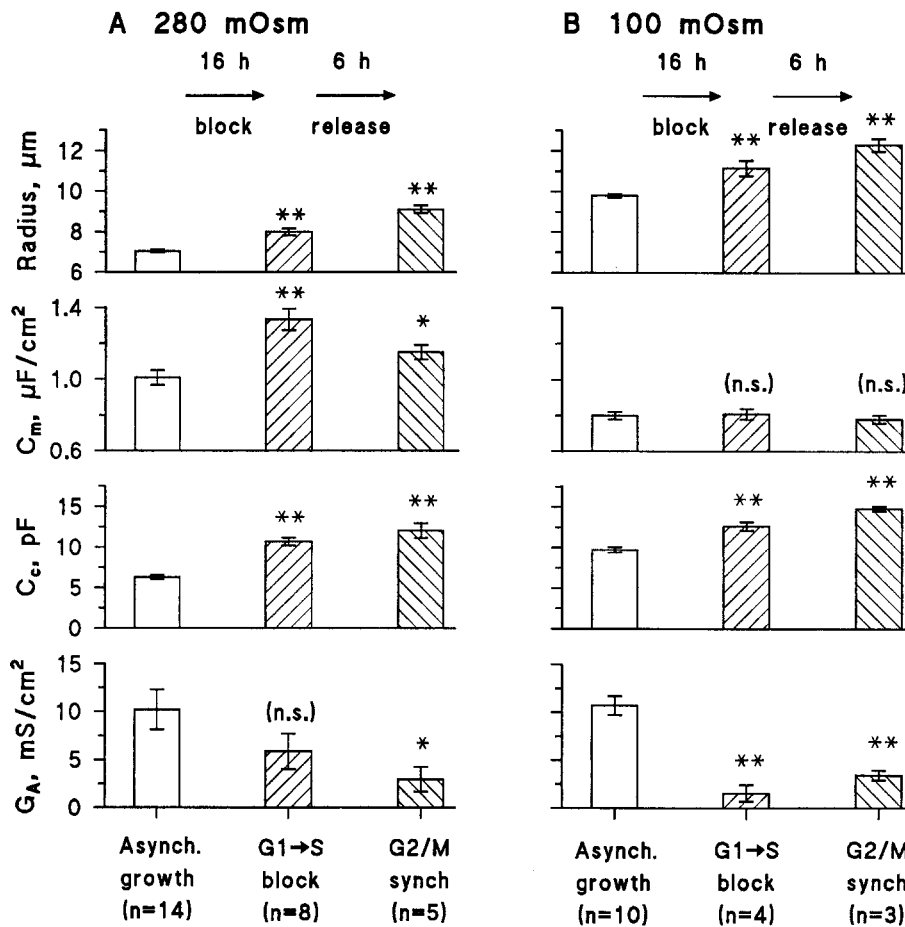 A 280 mOsm
B 100 mOsm
16 h
6 h
16 h
6 h
block
release
block
release
Radius, μm
12
10
8
6
**
**
**
**
Cm, μF/cm²
1.4
1.0
0.6
**
*
(n.s.)
(n.s.)
Cc, pF
15
10
5
0
**
**
**
**
GA, mS/cm²
15
10
5
0
(n.s.)
*
**
**
Asynch.
growth
(n=14)
G1→S
block
(n=8)
G2/M
synch
(n=5)
Asynch.
growth
(n=10)
G1→S
block
(n=4)
G2/M
synch
(n=3)